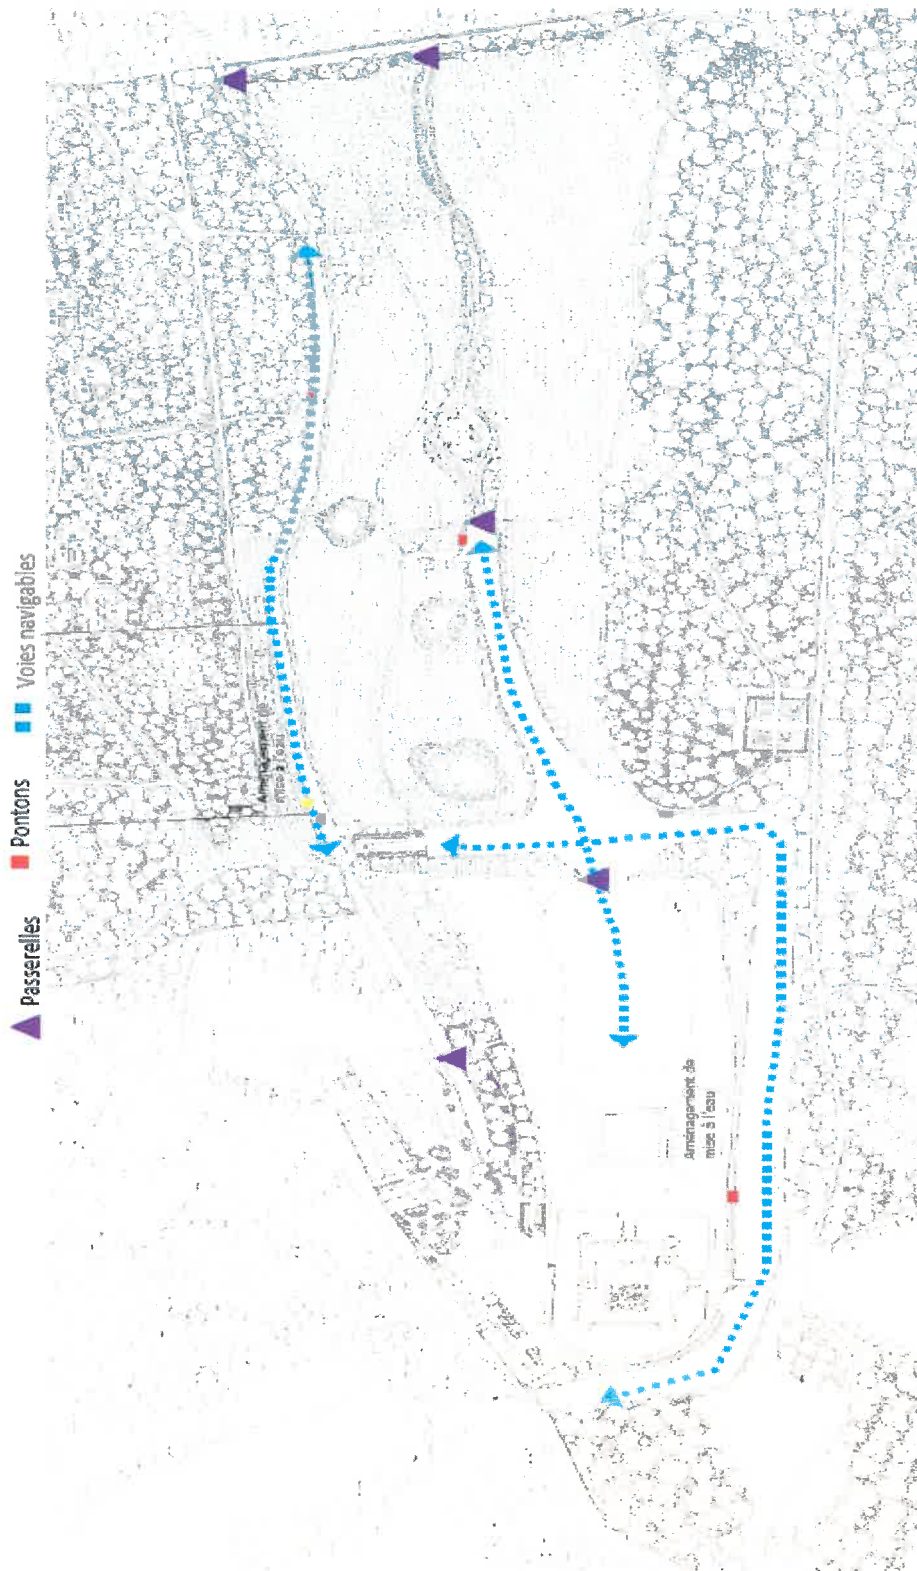 Passerelles
Pontons
Voies navigables
Aménagement de
mise à l'eau
Aménagement de
mise à l'eau